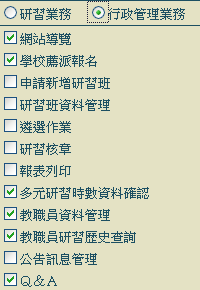 研習業務 行政管理業務
網站導覽
學校薦派報名
申請新增研習班
研習班資料管理
遴選作業
研習核章
報表列印
多元研習時數資料確認
教職員資料管理
教職員研習歷史查詢
公告訊息管理
Q&A